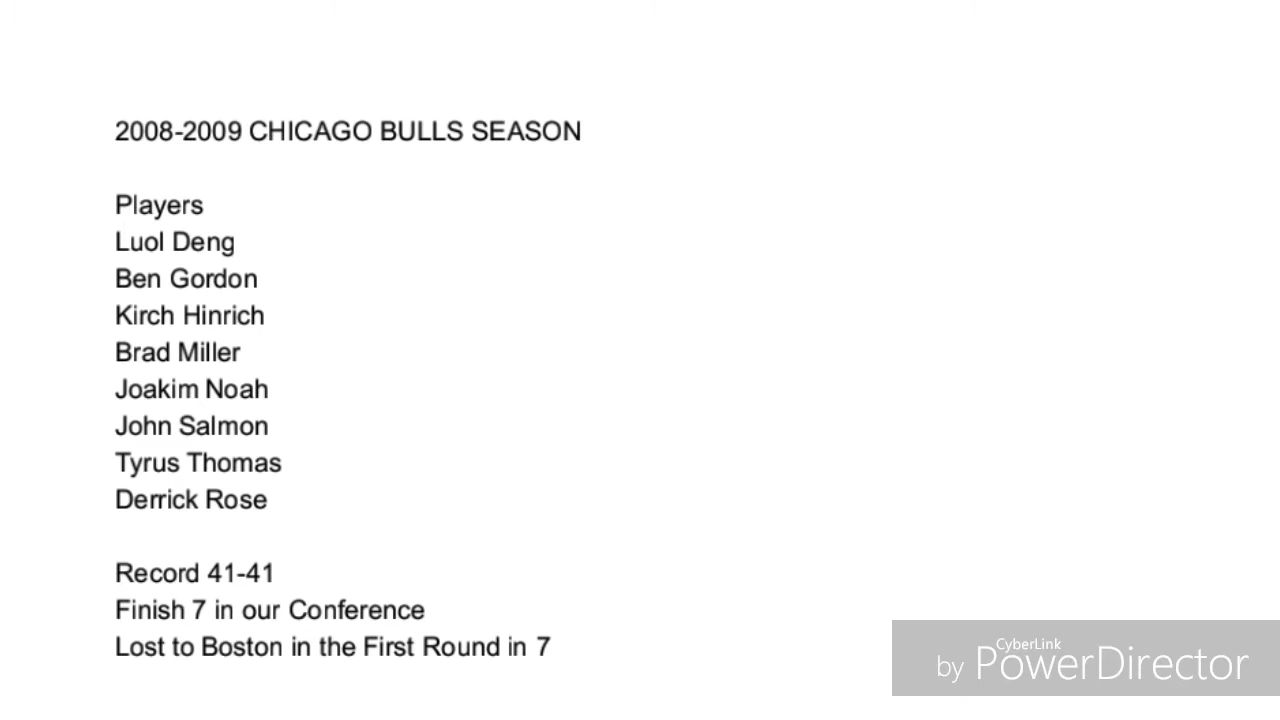 2008-2009 CHICAGO BULLS SEASON
Players
Luol Deng
Ben Gordon
Kirch Hinrich
Brad Miller
Joakim Noah
John Salmon
Tyrus Thomas
Derrick Rose
Record 41-41
Finish 7 in our Conference
Lost to Boston in the First Round in 7
CyberLink
by PowerDirector